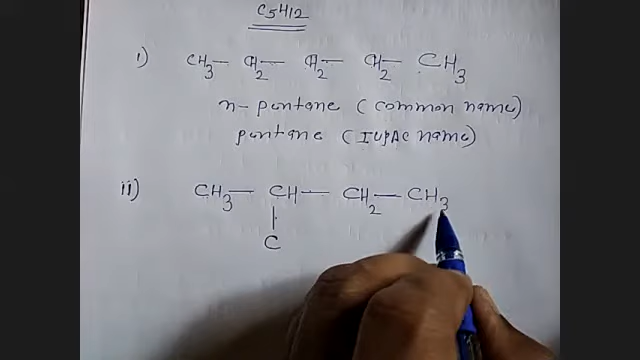 C5H12
i) CH3- CH2- CH2- CH2- CH3
n-pentane (common name)
pentane (IUPAC name)
ii) CH3- CH- CH2- CH3
|
C